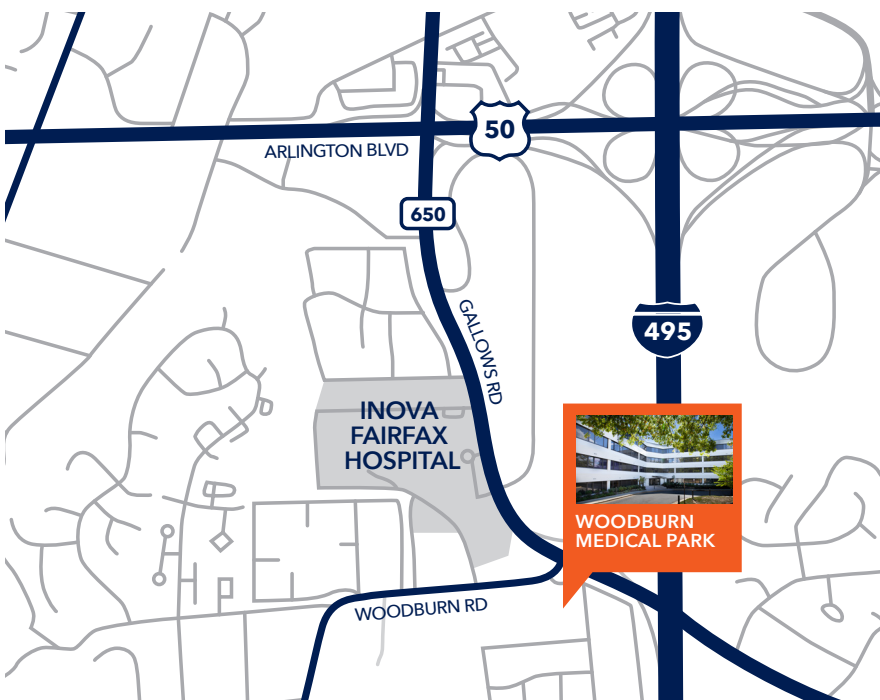 50
ARLINGTON BLVD
650
GALLOWS RD
495
INOVA
FAIRFAX
HOSPITAL
WOODBURN
MEDICAL PARK
WOODBURN RD